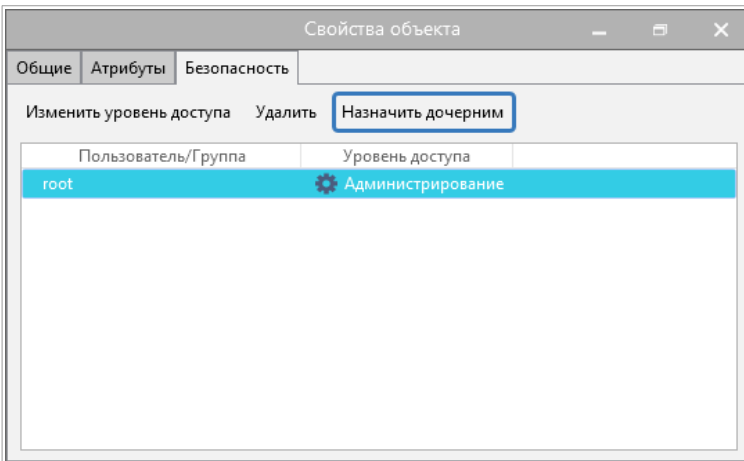 Свойства объекта
Общие Атрибуты Безопасность
Изменить уровень доступа Удалить Назначить дочерним
Пользователь/Группа Уровень доступа
root Администрирование